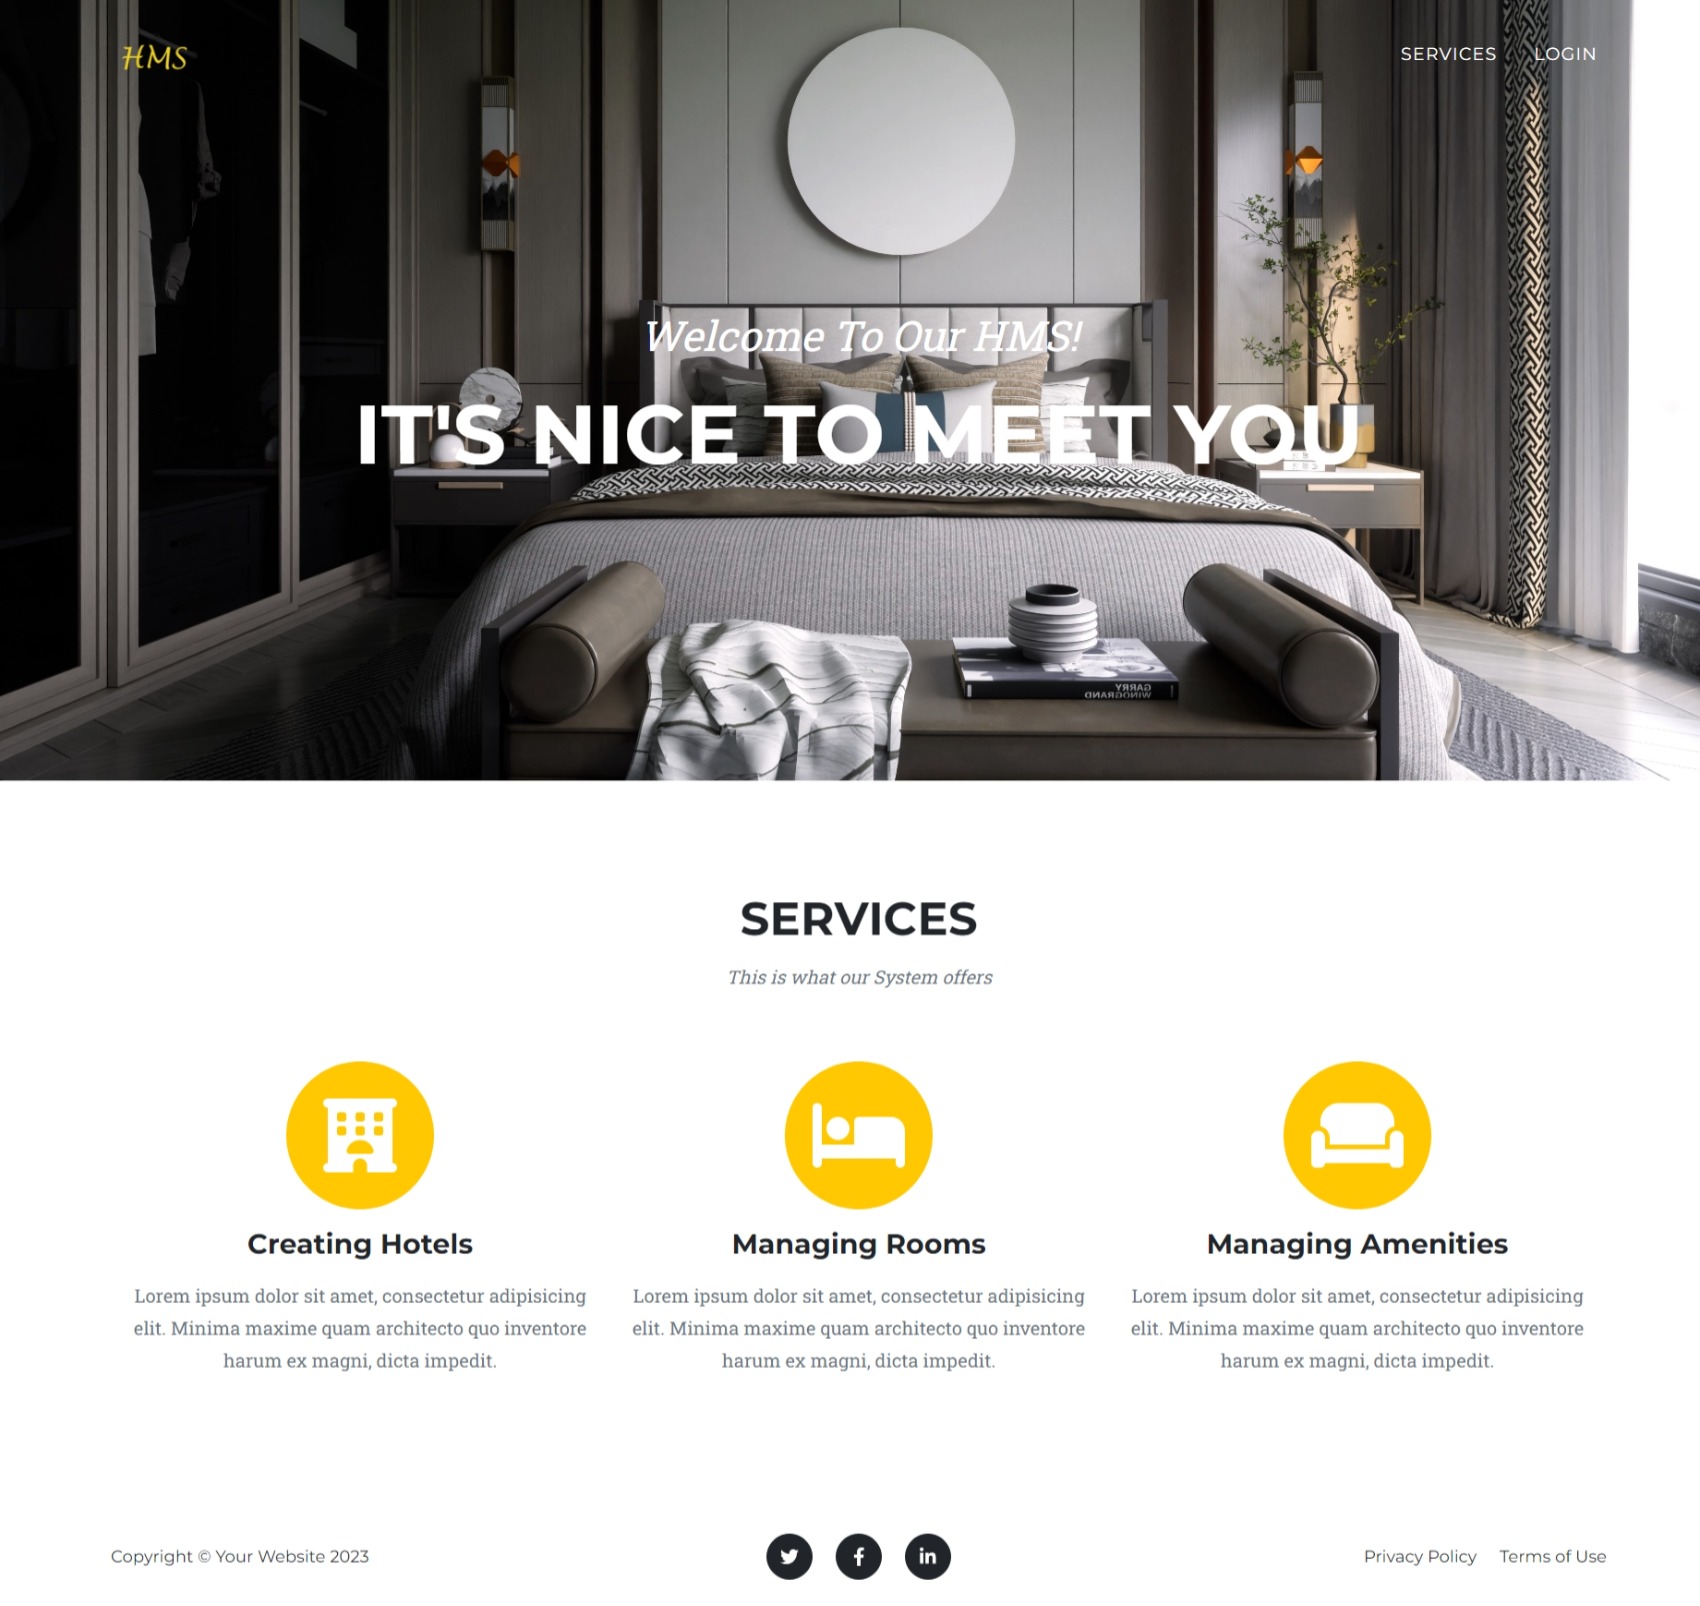 HMS
SERVICES LOGIN
Welcome To Our HMS!
IT'S NICE TO MEET YOU
GARRY
WINOGRAND
SERVICES
This is what our System offers
Creating Hotels
Lorem ipsum dolor sit amet, consectetur adipisicing
elit. Minima maxime quam architecto quo inventore
harum ex magni, dicta impedit.
Managing Rooms
Lorem ipsum dolor sit amet, consectetur adipisicing
elit. Minima maxime quam architecto quo inventore
harum ex magni, dicta impedit.
Managing Amenities
Lorem ipsum dolor sit amet, consectetur adipisicing
elit. Minima maxime quam architecto quo inventore
harum ex magni, dicta impedit.
Copyright © Your Website 2023
Privacy Policy Terms of Use